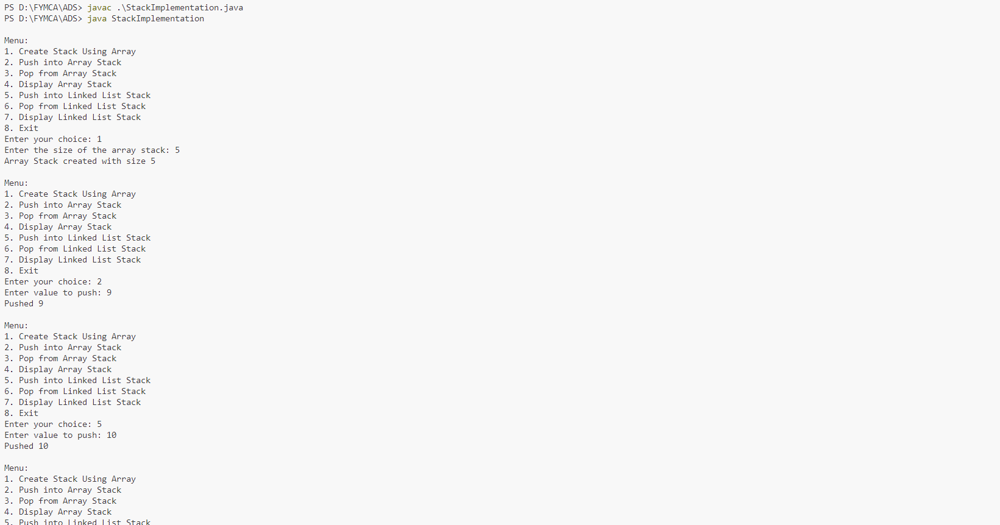 PS D:\FYMCA\ADS> javac .\StackImplementation.java
PS D:\FYMCA\ADS> java StackImplementation
Menu:
1. Create Stack Using Array
2. Push into Array Stack
3. Pop from Array Stack
4. Display Array Stack
5. Push into Linked List Stack
6. Pop from Linked List Stack
7. Display Linked List Stack
8. Exit
Enter your choice: 1
Enter the size of the array stack: 5
Array Stack created with size 5
Menu:
1. Create Stack Using Array
2. Push into Array Stack
3. Pop from Array Stack
4. Display Array Stack
5. Push into Linked List Stack
6. Pop from Linked List Stack
7. Display Linked List Stack
8. Exit
Enter your choice: 2
Enter value to push: 9
Pushed 9
Menu:
1. Create Stack Using Array
2. Push into Array Stack
3. Pop from Array Stack
4. Display Array Stack
5. Push into Linked List Stack
6. Pop from Linked List Stack
7. Display Linked List Stack
8. Exit
Enter your choice: 5
Enter value to push: 10
Pushed 10
Menu:
1. Create Stack Using Array
2. Push into Array Stack
3. Pop from Array Stack
4. Display Array Stack
5. Push into Linked List Stack